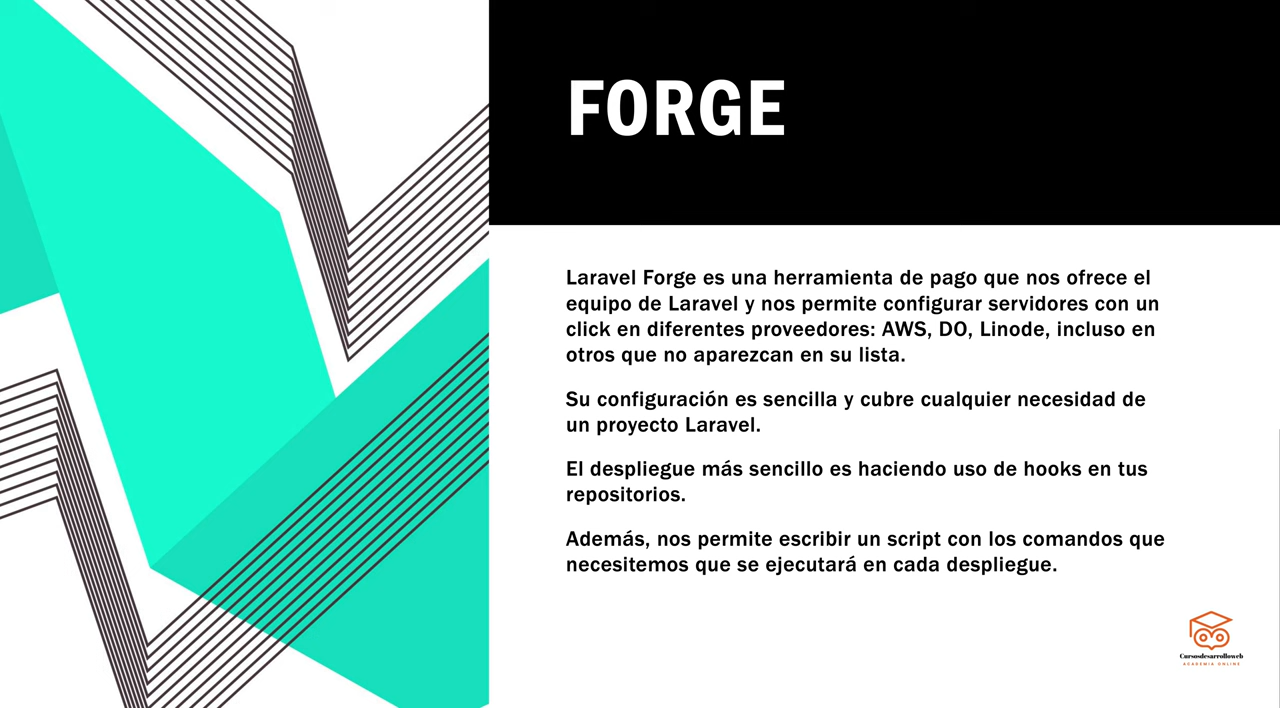 FORGE
Laravel Forge es una herramienta de pago que nos ofrece el
equipo de Laravel y nos permite configurar servidores con un
click en diferentes proveedores: AWS, DO, Linode, incluso en
otros que no aparezcan en su lista.
Su configuración es sencilla y cubre cualquier necesidad de
un proyecto Laravel.
El despliegue más sencillo es haciendo uso de hooks en tus
repositorios.
Además, nos permite escribir un script con los comandos que
necesitemos que se ejecutará en cada despliegue.
Cursosdesarrolloweb
ACADEMIA ONLINE